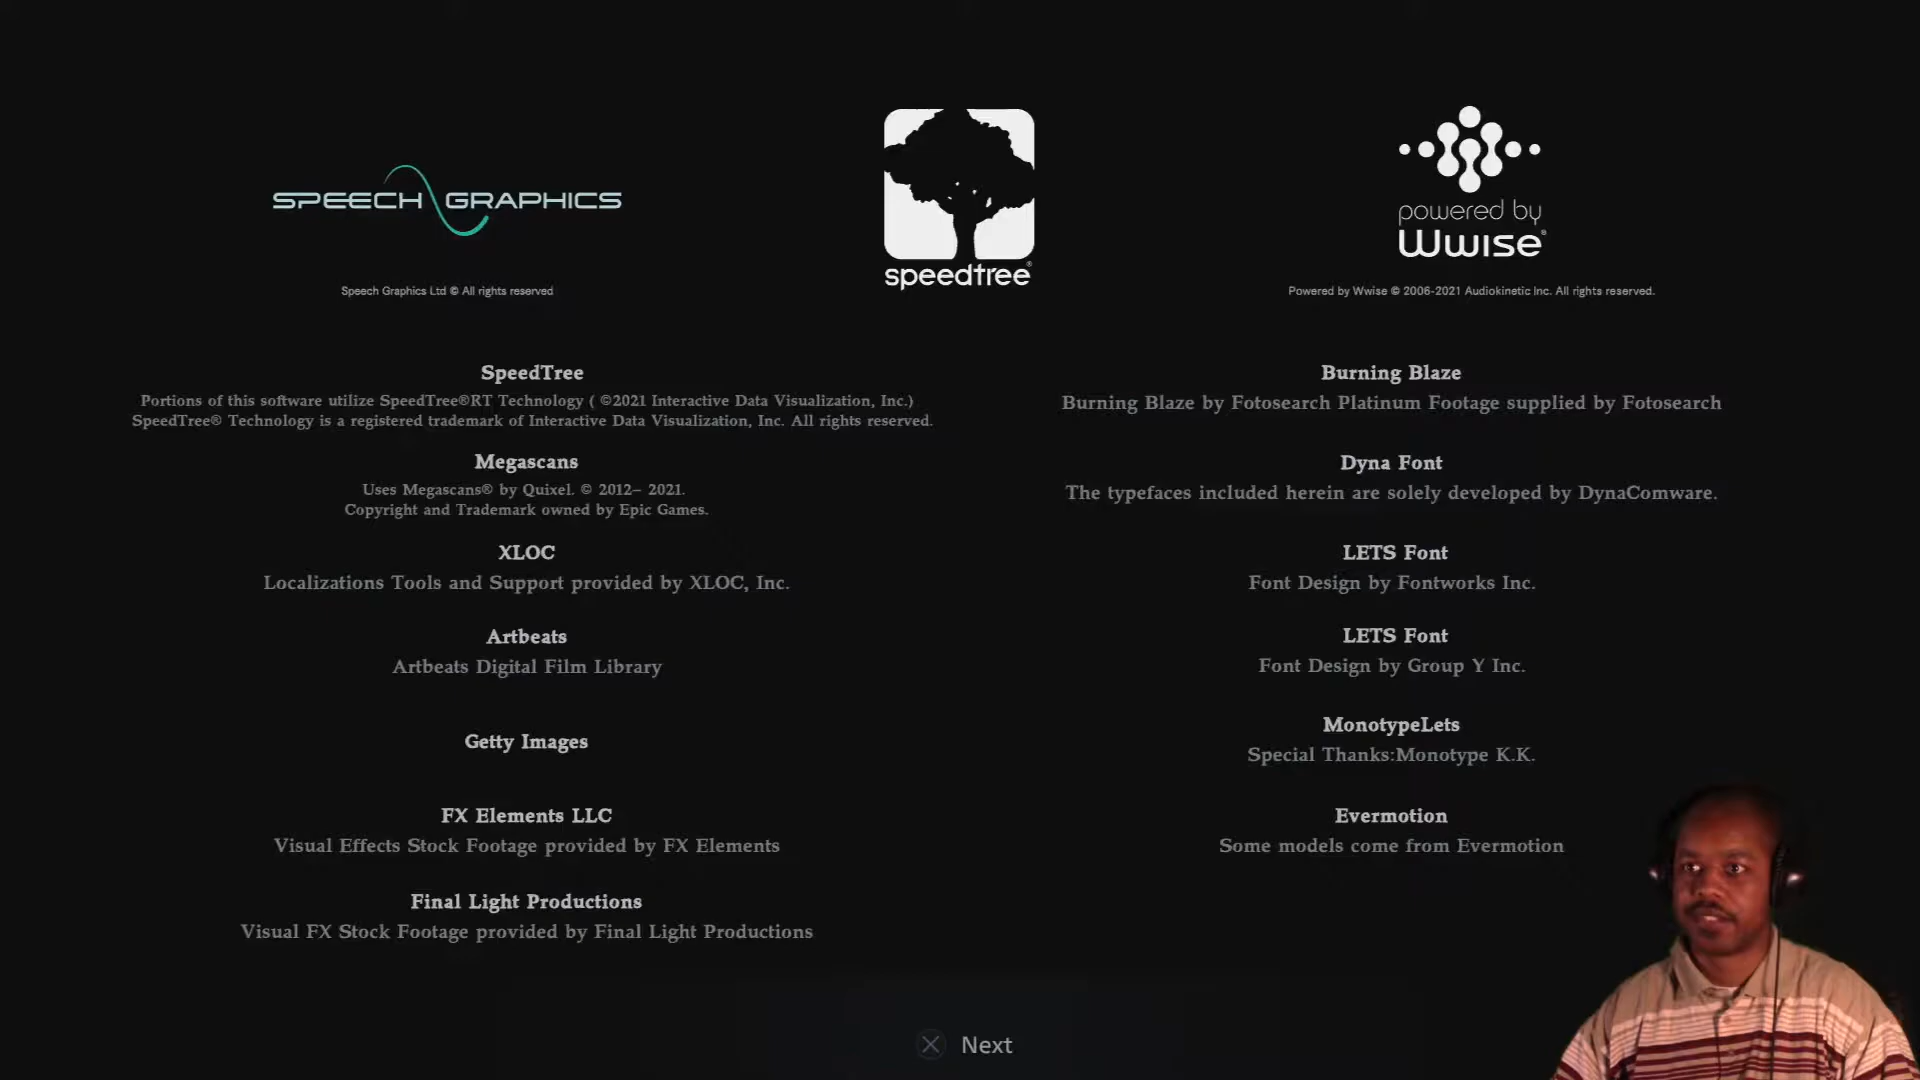 SPEECH GRAPHICS
Speech Graphics Ltd © All rights reserved
speedtree®
powered by
Wwise®
Powered by Wwise © 2006-2021 Audiokinetic Inc. All rights reserved.
SpeedTree
Portions of this software utilize SpeedTree®RT Technology ( ©2021 Interactive Data Visualization, Inc.)
SpeedTree® Technology is a registered trademark of Interactive Data Visualization, Inc. All rights reserved.
Megascans
Uses Megascans® by Quixel. © 2012– 2021.
Copyright and Trademark owned by Epic Games.
XLOC
Localizations Tools and Support provided by XLOC, Inc.
Artbeats
Artbeats Digital Film Library
Getty Images
FX Elements LLC
Visual Effects Stock Footage provided by FX Elements
Final Light Productions
Visual FX Stock Footage provided by Final Light Productions
Burning Blaze
Burning Blaze by Fotosearch Platinum Footage supplied by Fotosearch
Dyna Font
The typefaces included herein are solely developed by DynaComware.
LETS Font
Font Design by Fontworks Inc.
LETS Font
Font Design by Group Y Inc.
MonotypeLets
Special Thanks:Monotype K.K.
Evermotion
Some models come from Evermotion
Next